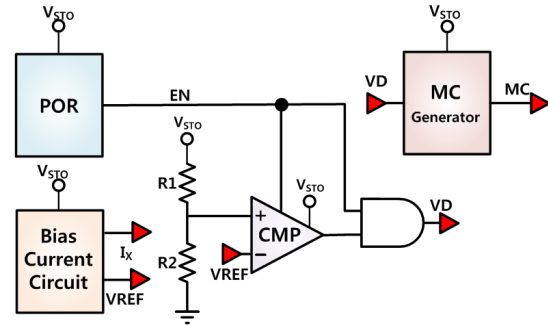 VSTO
POR
EN
VSTO
VD
MC
Generator
MC
VSTO
Bias
Current
Circuit
IX
VREF
VSTO
R1
R2
+
−
CMP
VSTO
VREF
VD